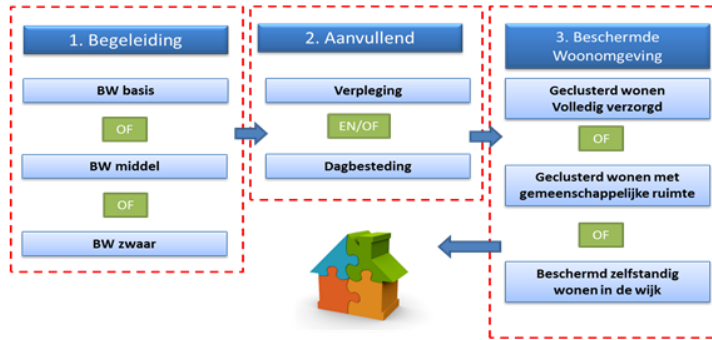 1. Begeleiding
BW basis
OF
BW middel
OF
BW zwaar
2. Aanvullend
Verpleging
EN/OF
Dagbesteding
3. Beschermde
Woonomgeving
Geclusterd wonen
Volledig verzorgd
OF
Geclusterd wonen met
gemeenschappelijke ruimte
OF
Beschermd zelfstandig
wonen in de wijk